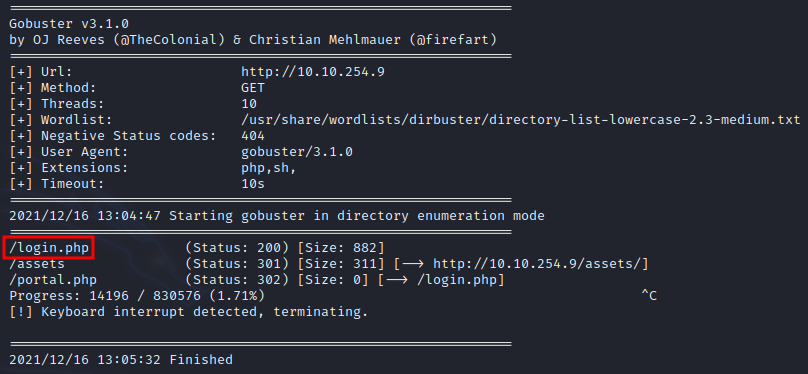 ===============================================================
Gobuster v3.1.0
by OJ Reeves (@TheColonial) & Christian Mehlmauer (@firefart)
===============================================================
[+] Url:                     http://10.10.254.9
[+] Method:                  GET
[+] Threads:                 10
[+] Wordlist:                /usr/share/wordlists/dirbuster/directory-list-lowercase-2.3-medium.txt
[+] Negative Status codes:   404
[+] User Agent:              gobuster/3.1.0
[+] Extensions:              php,sh,
[+] Timeout:                 10s
===============================================================
2021/12/16 13:04:47 Starting gobuster in directory enumeration mode
===============================================================
/login.php            (Status: 200) [Size: 882]
/assets               (Status: 301) [Size: 311] [--> http://10.10.254.9/assets/]
/portal.php           (Status: 302) [Size: 0] [--> /login.php]
Progress: 14196 / 830576 (1.71%)                                               ^C
[!] Keyboard interrupt detected, terminating.
===============================================================
2021/12/16 13:05:32 Finished